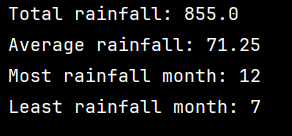 Total rainfall: 855.0
Average rainfall: 71.25
Most rainfall month: 12
Least rainfall month: 7